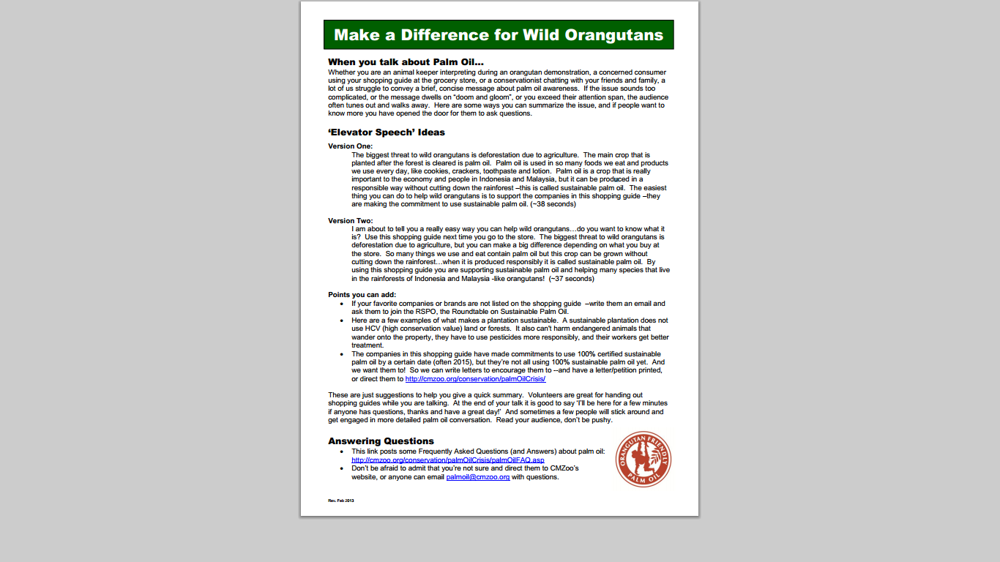 Make a Difference for Wild Orangutans
When you talk about Palm Oil...
Whether you are an animal keeper interpreting during an orangutan demonstration, a concerned consumer
using your shopping guide at the grocery store, or a conservationist chatting with your friends and family, a
lot of us struggle to convey a brief, concise message about palm oil awareness.  If the issue sounds too
complicated, or the message dwells on “doom and gloom”, or you exceed their attention span, the audience
often tunes out and walks away.  Here are some ways you can summarize the issue, and if people want to
know more you have opened the door for them to ask questions.
‘Elevator Speech’ Ideas
Version One:
The biggest threat to wild orangutans is deforestation due to agriculture.  The main crop that is
planted after the forest is cleared is palm oil.  Palm oil is used in so many foods we eat and products
we use every day, like cookies, crackers, toothpaste and lotion.  Palm oil is a crop that is really
important to the economy and people in Indonesia and Malaysia, but it can be produced in a
responsible way without cutting down the rainforest –this is called sustainable palm oil.  The easiest
thing you can do to help wild orangutans is to support the companies in this shopping guide –they
are making the commitment to use sustainable palm oil. (~38 seconds)
Version Two:
I am about to tell you a really easy way you can help wild orangutans…do you want to know what it
is?  Use this shopping guide next time you go to the store.  The biggest threat to wild orangutans is
deforestation due to agriculture, but you can make a big difference depending on what you buy at
the store.  So many things we use and eat contain palm oil but this crop can be grown without
cutting down the rainforest…when it is produced responsibly it is called sustainable palm oil.  By
using this shopping guide you are supporting sustainable palm oil and helping many species that live
in the rainforests of Indonesia and Malaysia -like orangutans!  (~37 seconds)
Points you can add:
• If your favorite companies or brands are not listed on the shopping guide  –write them an email and
ask them to join the RSPO, the Roundtable on Sustainable Palm Oil.
• Here are a few examples of what makes a plantation sustainable.  A sustainable plantation does not
use HCV (high conservation value) land or forests.  It also can't harm endangered animals that
wander onto the property, they have to use pesticides more responsibly, and their workers get better
treatment.
• The companies in this shopping guide have made commitments to use 100% certified sustainable
palm oil by a certain date (often 2015), but they’re not all using 100% sustainable palm oil yet.  And
we want them to!  So we can write letters to encourage them to --and have a letter/petition printed,
or direct them to http://cmzoo.org/conservation/palmOilCrisis/
These are just suggestions to help you give a quick summary.  Volunteers are great for handing out
shopping guides while you are talking.  At the end of your talk it is good to say ‘I’ll be here for a few minutes
if anyone has questions, thanks and have a great day!’  And sometimes a few people will stick around and
get engaged in more detailed palm oil conversation.  Read your audience, don’t be pushy.
Answering Questions
• This link posts some Frequently Asked Questions (and Answers) about palm oil:
http://cmzoo.org/conservation/palmOilCrisis/palmOilFAQ.asp
• Don’t be afraid to admit that you’re not sure and direct them to CMZoo’s
website, or anyone can email palmoil@cmzoo.org with questions.
ORANGUTAN FRIENDLY
PALM OIL
Rev. Feb 2013